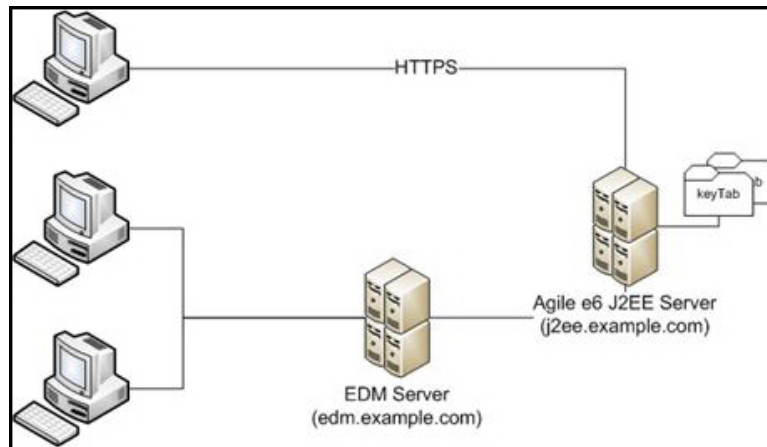 HTTPS
keyTab
b
Agile e6 J2EE Server
(j2ee.example.com)
EDM Server
(edm.example.com)